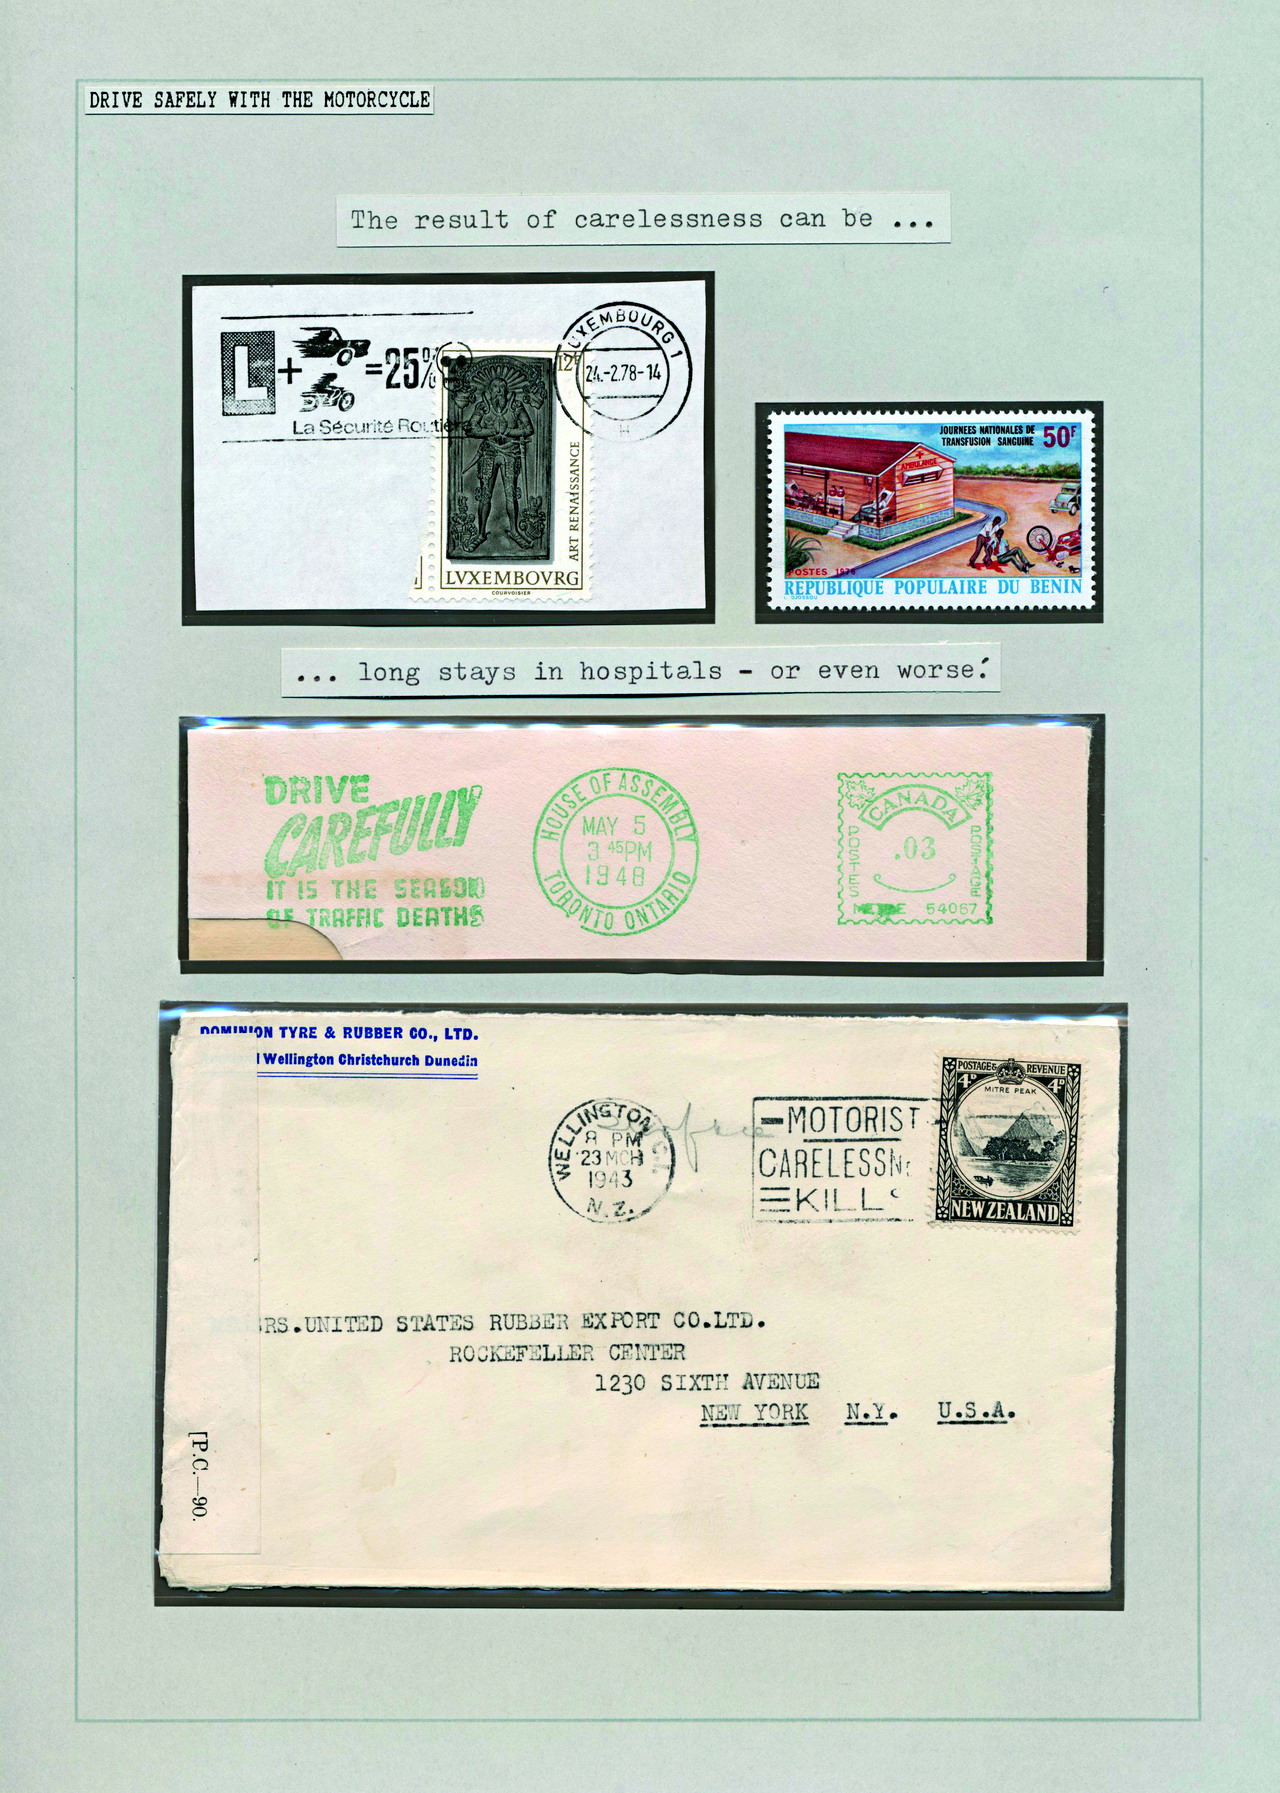 DRIVE SAFELY WITH THE MOTORCYCLE
The result of carelessness can be ...
L + = 25%
La Sécurité Routière
LUXEMBOURG 1
24.-2.78-14
H
12F
ART RENAISSANCE
LVXEMBOVRG
COURVOISIER
JOURNEES NATIONALES DE
TRANSFUSION SANGUINE
50F
AMBULANCE
POSTES 1976
REPUBLIQUE POPULAIRE DU BENIN
... long stays in hospitals - or even worse!
DRIVE
CAREFULLY
IT IS THE SEASON
OF TRAFFIC DEATHS
HOUSE OF ASSEMBLY
MAY 5
3 45PM
1948
TORONTO ONTARIO
CANADA
.03
POSTES
POSTAGE
54067
DOMINION TYRE & RUBBER CO., LTD.
Wellington Christchurch Dunedin
WELLINGTON C.1.
8 PM
23 MCH
1943
N.Z.
MOTORIST
CARELESSN
KILL
POSTAGE & REVENUE
4D 4D
MITRE PEAK
NEW ZEALAND
RS.UNITED STATES RUBBER EXPORT CO.LTD.
ROCKEFELLER CENTER
1230 SIXTH AVENUE
NEW YORK N.Y. U.S.A.
[P.C.—90.